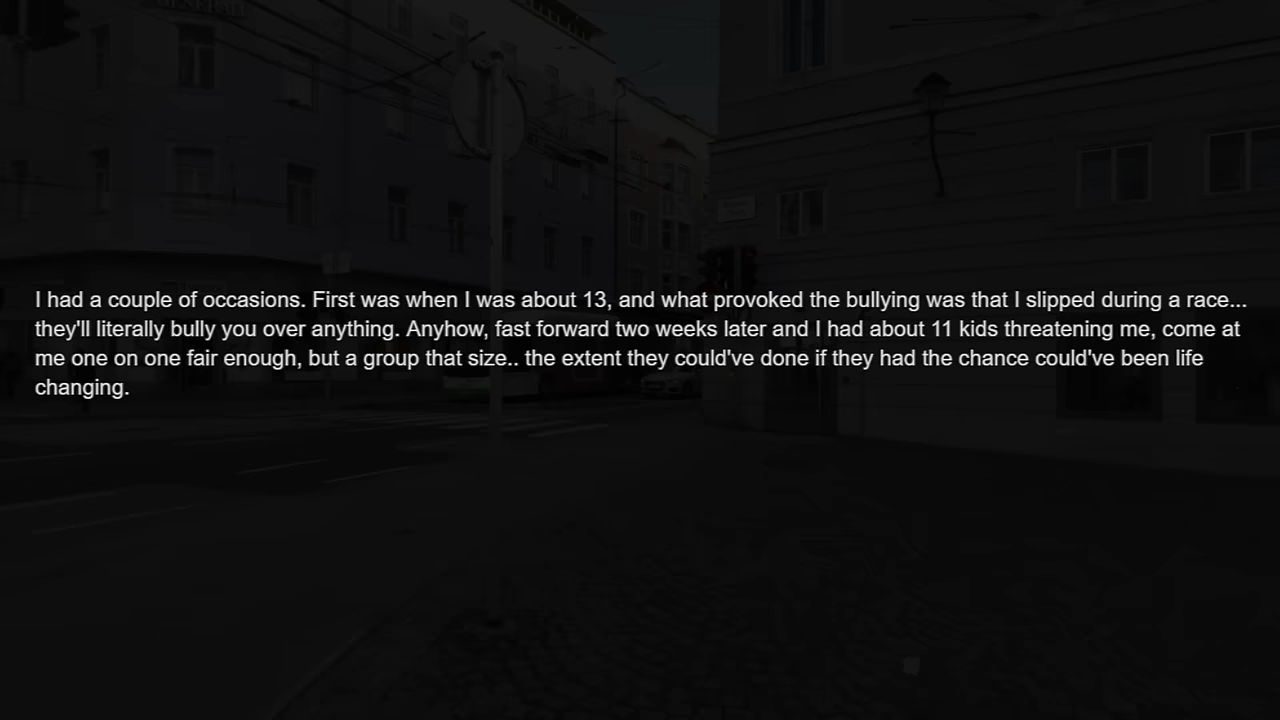 GENERALI
I had a couple of occasions. First was when I was about 13, and what provoked the bullying was that I slipped during a race...
they'll literally bully you over anything. Anyhow, fast forward two weeks later and I had about 11 kids threatening me, come at
me one on one fair enough, but a group that size.. the extent they could've done if they had the chance could've been life
changing.